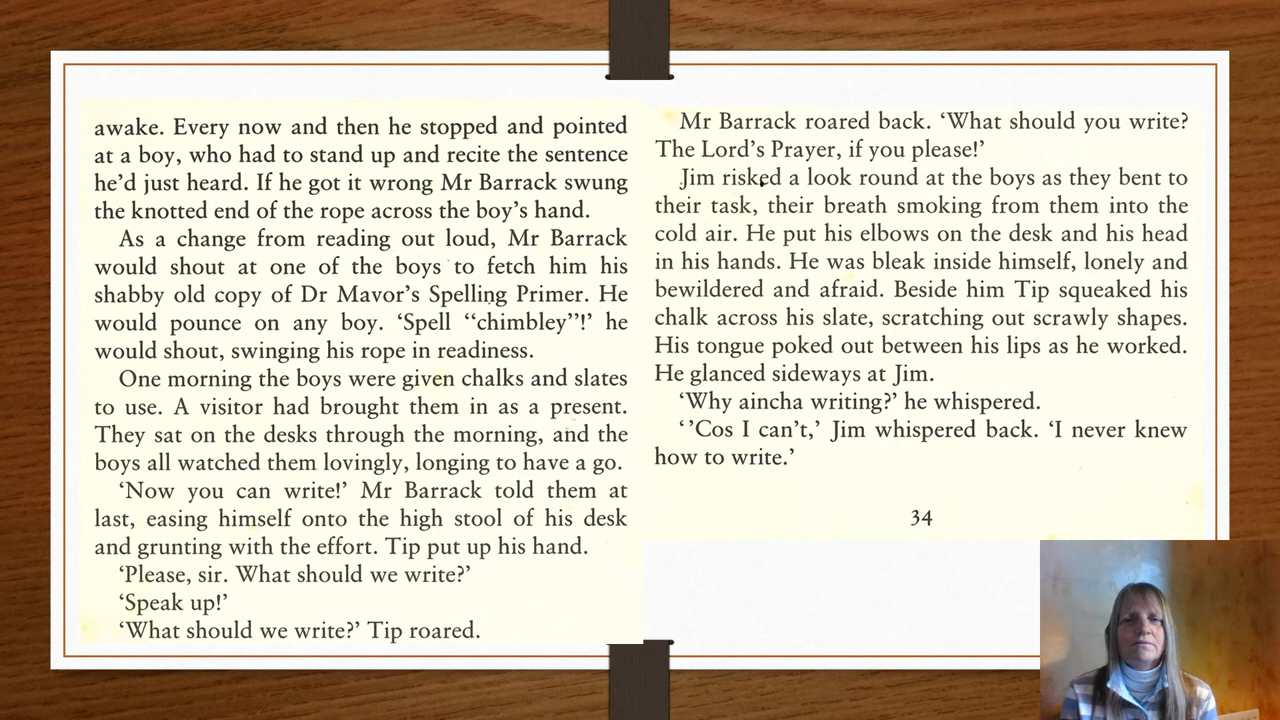 awake. Every now and then he stopped and pointed
at a boy, who had to stand up and recite the sentence
he’d just heard. If he got it wrong Mr Barrack swung
the knotted end of the rope across the boy’s hand.
As a change from reading out loud, Mr Barrack
would shout at one of the boys to fetch him his
shabby old copy of Dr Mavor’s Spelling Primer. He
would pounce on any boy. ‘Spell “chimbley”!’ he
would shout, swinging his rope in readiness.
One morning the boys were given chalks and slates
to use. A visitor had brought them in as a present.
They sat on the desks through the morning, and the
boys all watched them lovingly, longing to have a go.
‘Now you can write!’ Mr Barrack told them at
last, easing himself onto the high stool of his desk
and grunting with the effort. Tip put up his hand.
‘Please, sir. What should we write?’
‘Speak up!’
‘What should we write?’ Tip roared.
Mr Barrack roared back. ‘What should you write?
The Lord’s Prayer, if you please!’
Jim risked a look round at the boys as they bent to
their task, their breath smoking from them into the
cold air. He put his elbows on the desk and his head
in his hands. He was bleak inside himself, lonely and
bewildered and afraid. Beside him Tip squeaked his
chalk across his slate, scratching out scrawly shapes.
His tongue poked out between his lips as he worked.
He glanced sideways at Jim.
‘Why aincha writing?’ he whispered.
‘’Cos I can’t,’ Jim whispered back. ‘I never knew
how to write.’
34